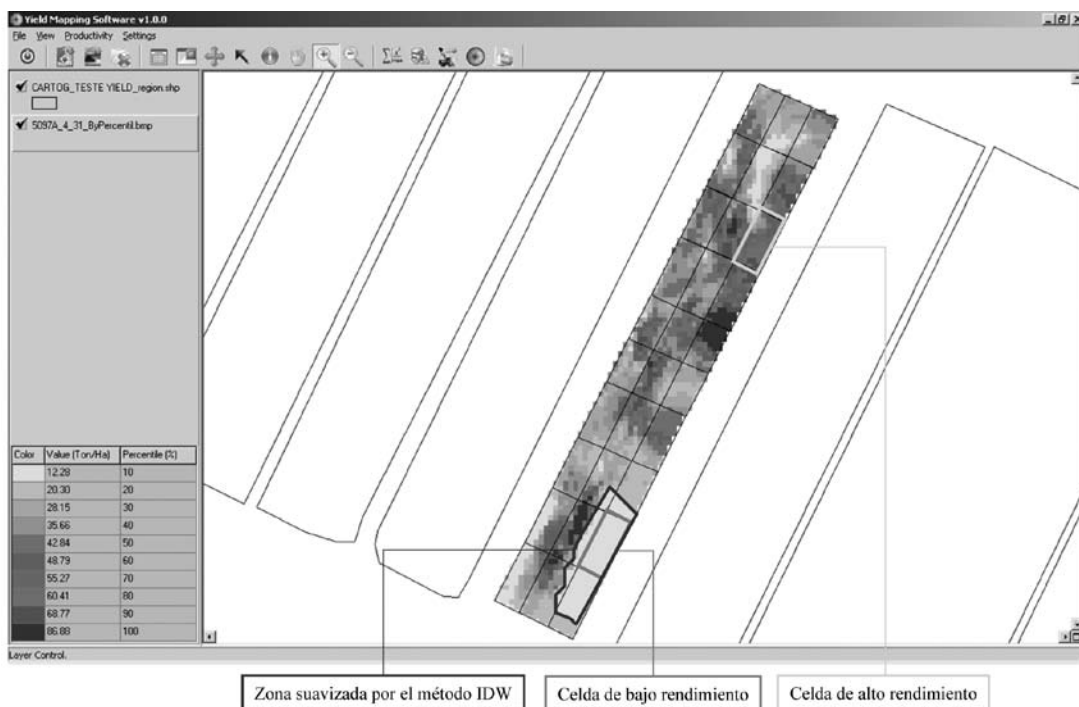 Yield Mapping Software v1.0.0
File View Productivity Settings
CARTOG_TESTE YIELD_region.shp
5097A_4_31_ByPercentil.bmp
Color Value (Ton/Ha) Percentile (%)
12.28 10
20.30 20
28.15 30
35.66 40
42.84 50
48.79 60
55.27 70
60.41 80
68.77 90
86.88 100
Layer Control.
Zona suavizada por el método IDW
Celda de bajo rendimiento
Celda de alto rendimiento